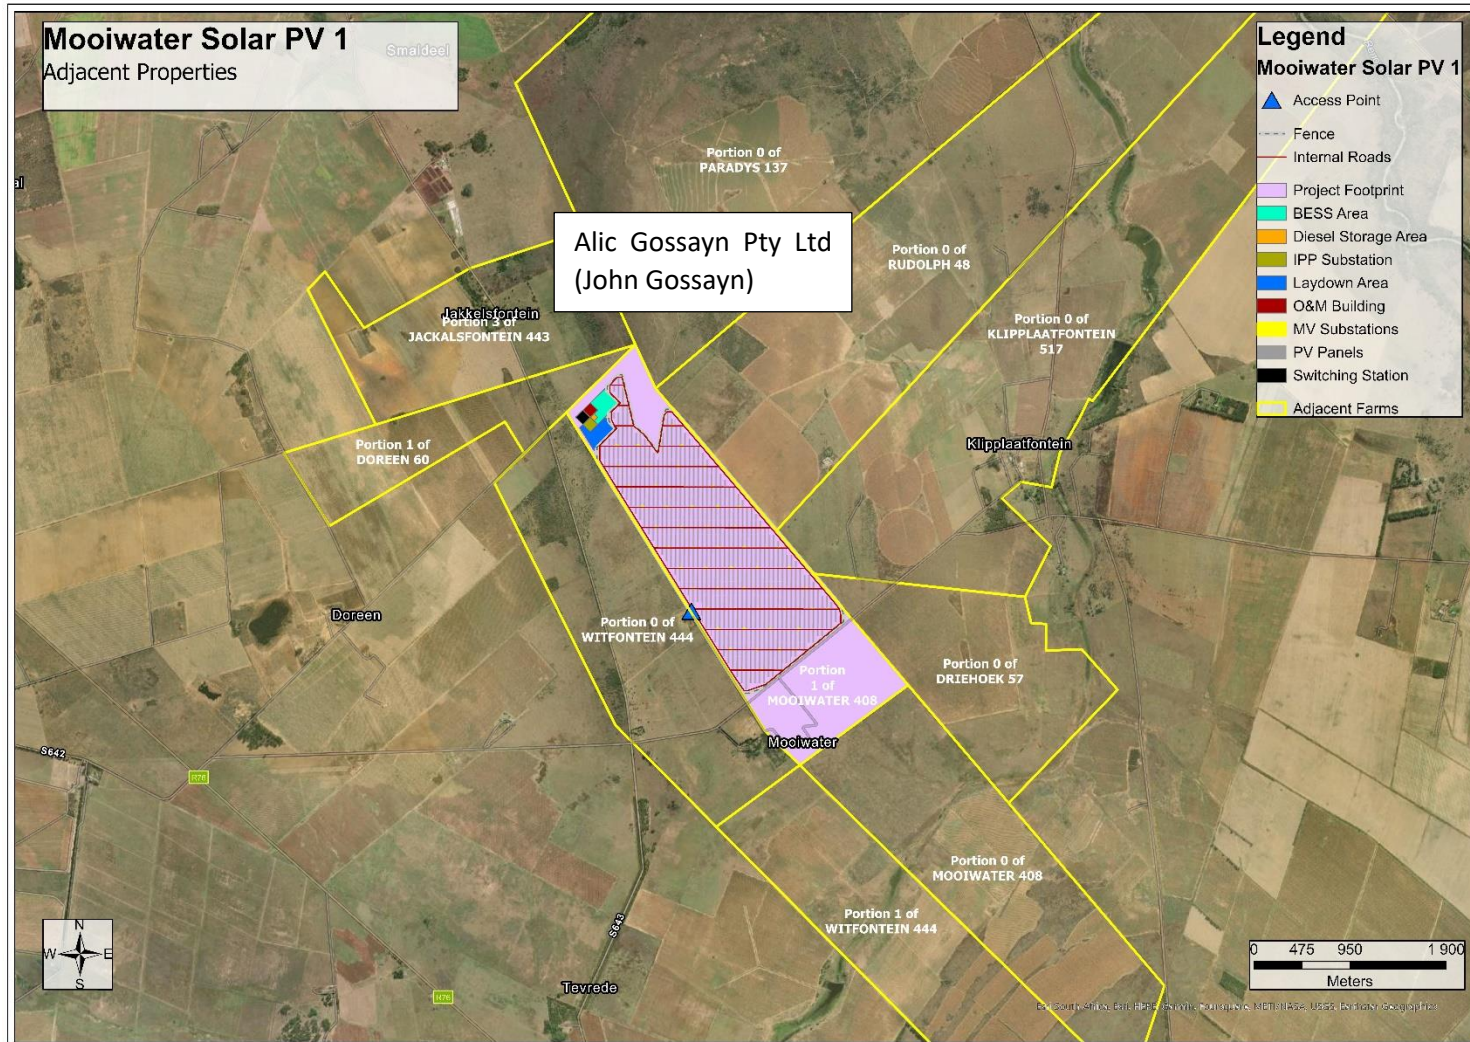 Mooiwater Solar PV 1
Adjacent Properties
Smaldeel
Legend
Mooiwater Solar PV 1
Access Point
Fence
Internal Roads
Project Footprint
BESS Area
Diesel Storage Area
IPP Substation
Laydown Area
O&M Building
MV Substations
PV Panels
Switching Station
Adjacent Farms
Portion 0 of
PARADYS 137
Alic Gossayn Pty Ltd
(John Gossayn)
Portion 0 of
RUDOLPH 48
Jakkelsfontein
Portion 3 of
JACKALSFONTEIN 443
Portion 0 of
KLIPPLAATFONTEIN
517
Klipplaatfontein
Portion 1 of
DOREEN 60
Doreen
Portion 0 of
WITFONTEIN 444
Portion 0 of
DRIEHOEK 57
Portion
1 of
MOOIWATER 408
Mooiwater
S642
R76
Portion 0 of
MOOIWATER 408
Portion 1 of
WITFONTEIN 444
S643
Tevrede
R76
N
W E
S
0 475 950 1 900
Meters